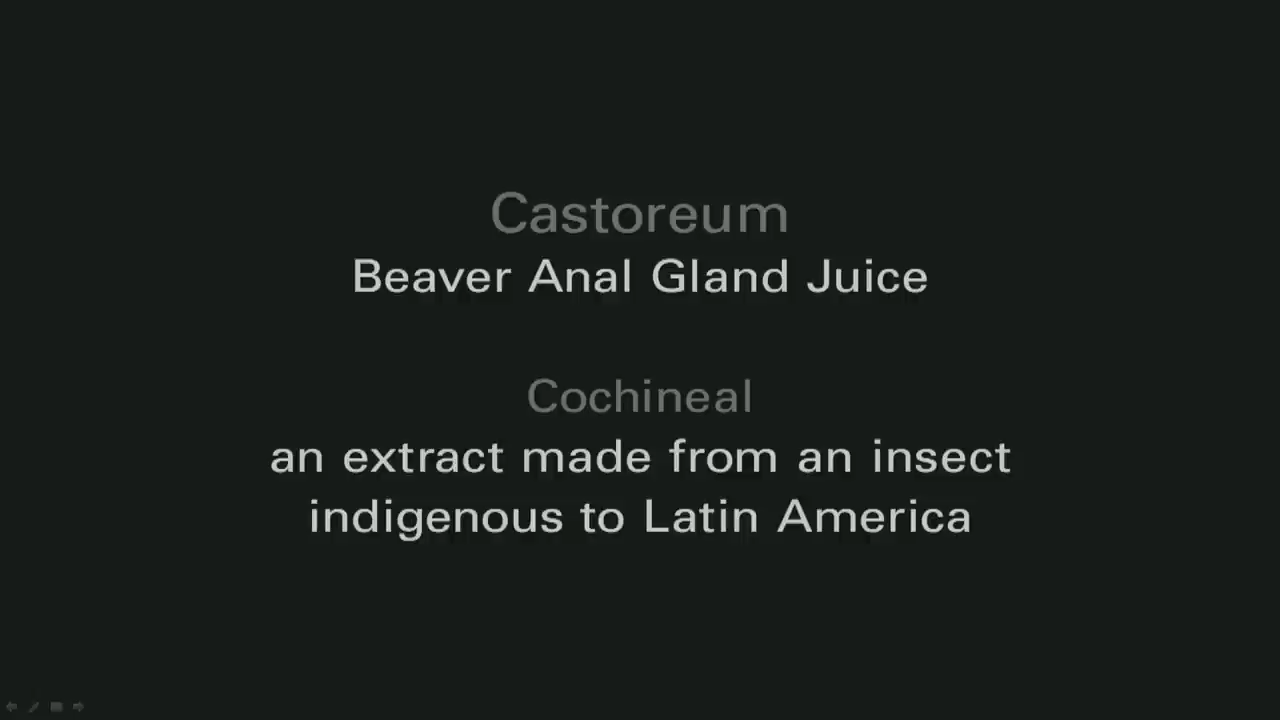 Castoreum
Beaver Anal Gland Juice
Cochineal
an extract made from an insect
indigenous to Latin America